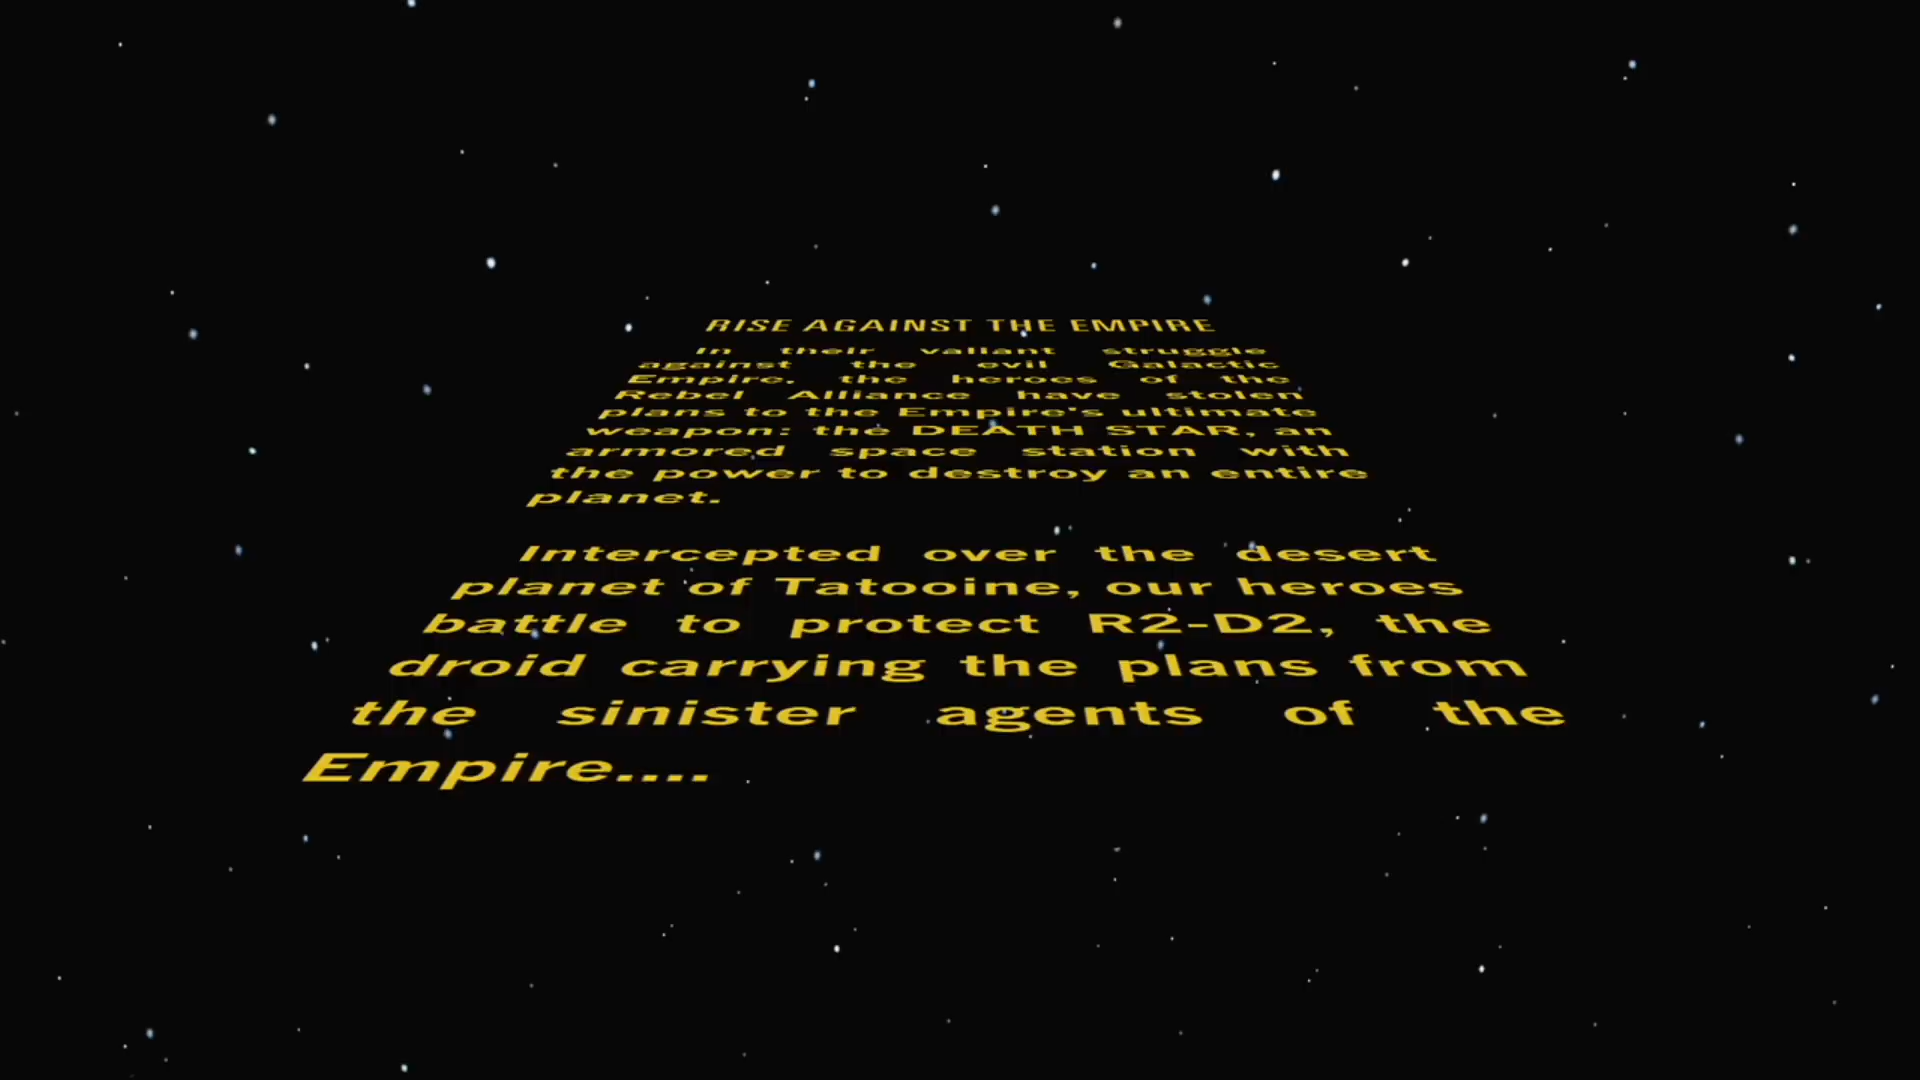 RISE AGAINST THE EMPIRE
In their valiant struggle
against the evil Galactic
Empire, the heroes of the
Rebel Alliance have stolen
plans to the Empire's ultimate
weapon: the DEATH STAR, an
armored space station with
the power to destroy an entire
planet.
Intercepted over the desert
planet of Tatooine, our heroes
battle to protect R2-D2, the
droid carrying the plans from
the sinister agents of the
Empire....